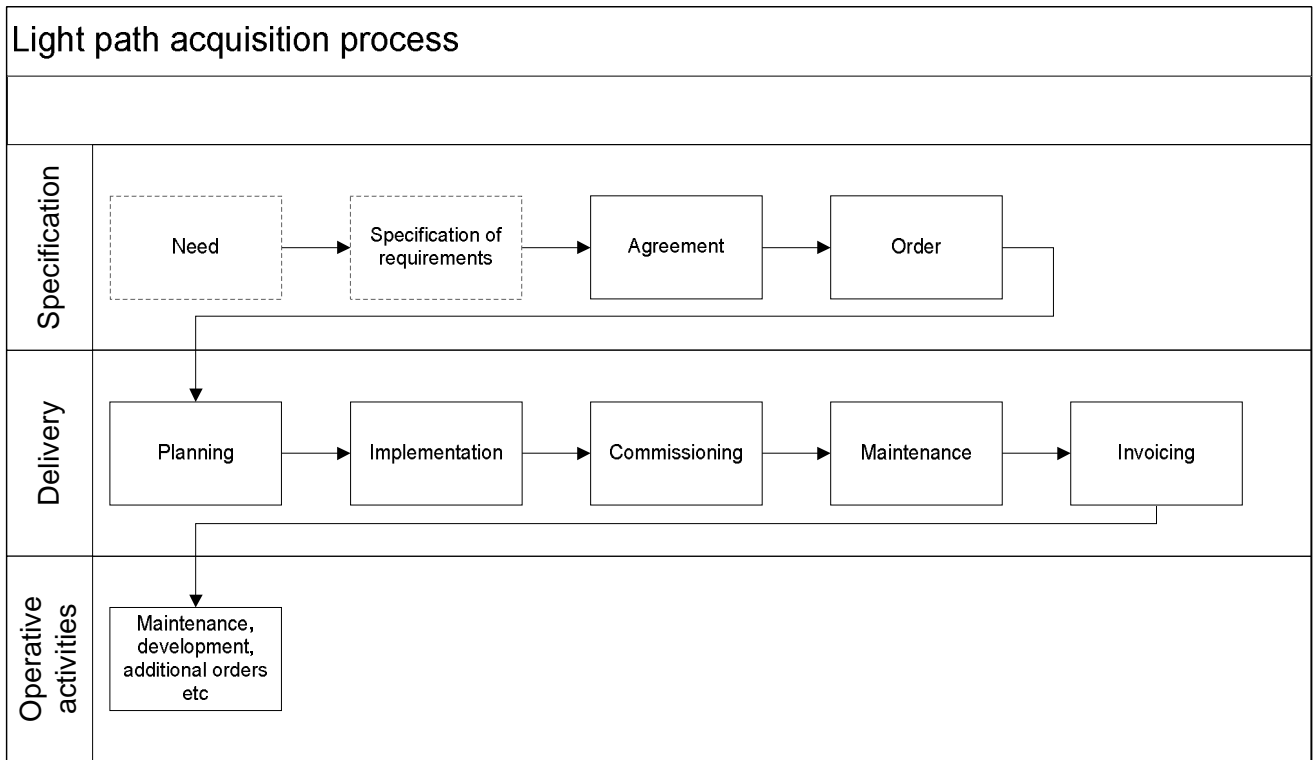 Light path acquisition process
Specification
Need
Specification of
requirements
Agreement
Order
Delivery
Planning
Implementation
Commissioning
Maintenance
Invoicing
Operative
activities
Maintenance,
development,
additional orders
etc